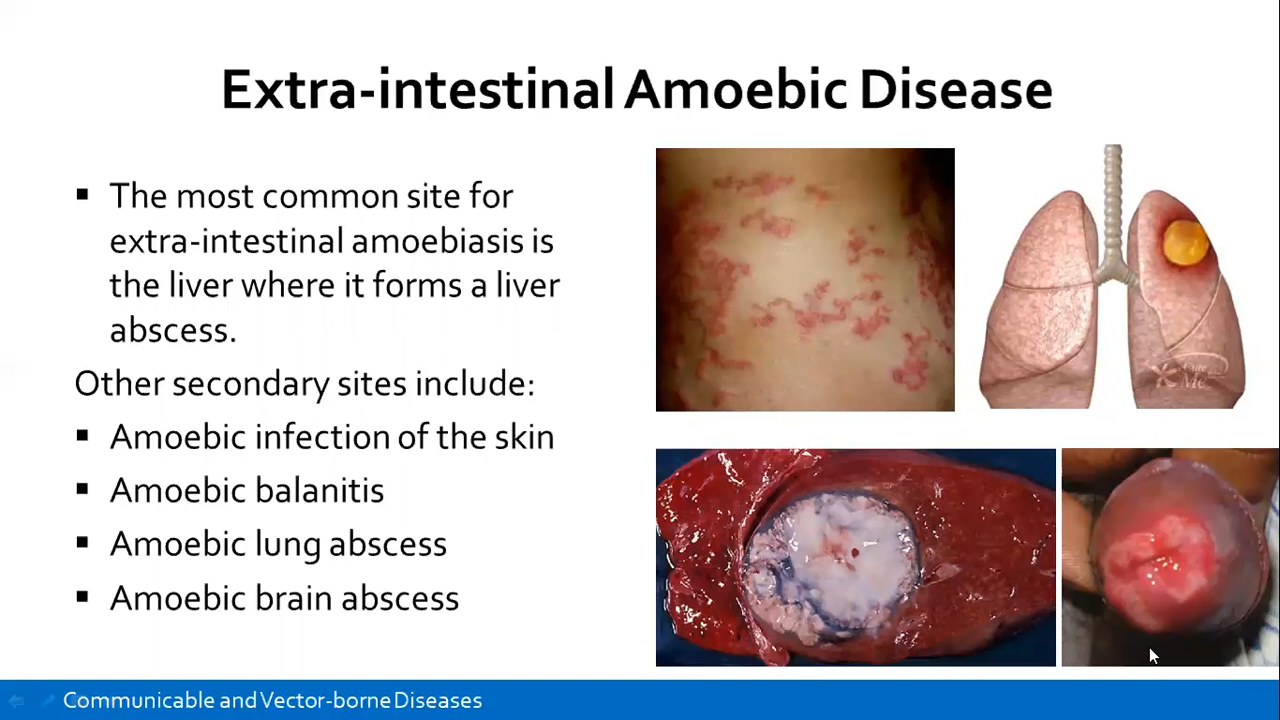 Extra-intestinal Amoebic Disease
▪ The most common site for
extra-intestinal amoebiasis is
the liver where it forms a liver
abscess.
Other secondary sites include:
▪ Amoebic infection of the skin
▪ Amoebic balanitis
▪ Amoebic lung abscess
▪ Amoebic brain abscess
Communicable and Vector-borne Diseases